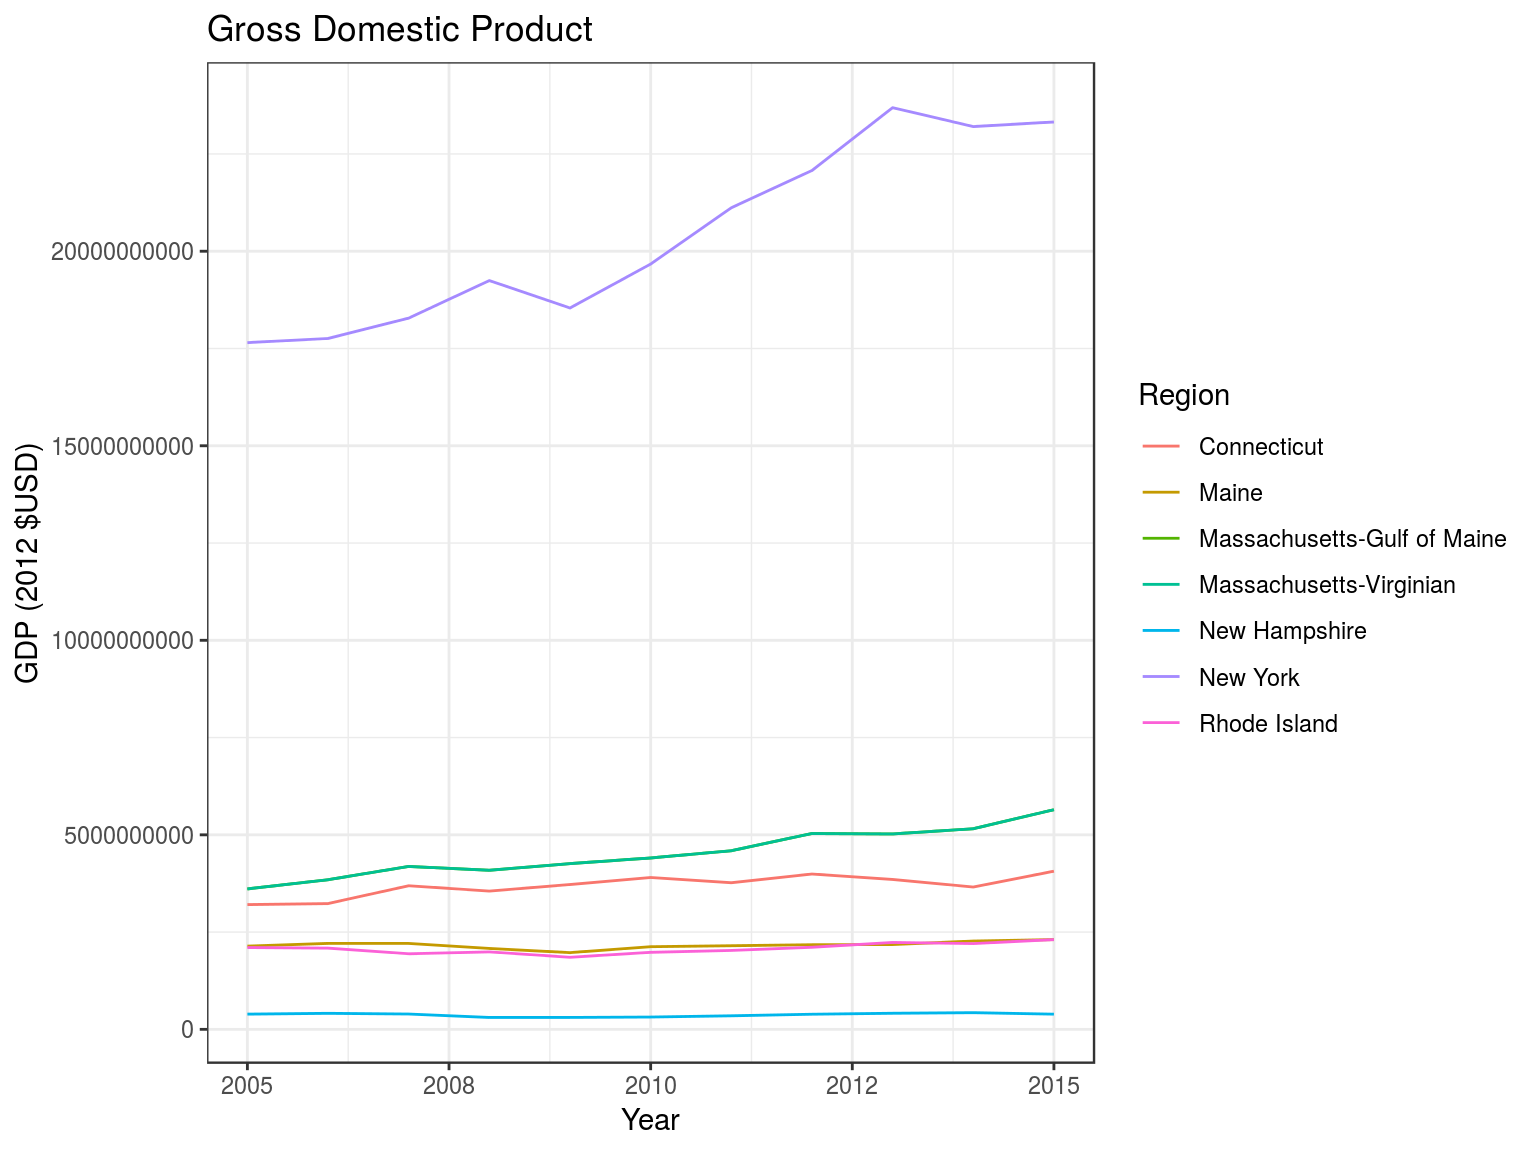 Gross Domestic Product
GDP (2012 $USD)
20000000000
15000000000
10000000000
5000000000
0
2005 2008 2010 2012 2015
Year
Region
Connecticut
Maine
Massachusetts-Gulf of Maine
Massachusetts-Virginian
New Hampshire
New York
Rhode Island